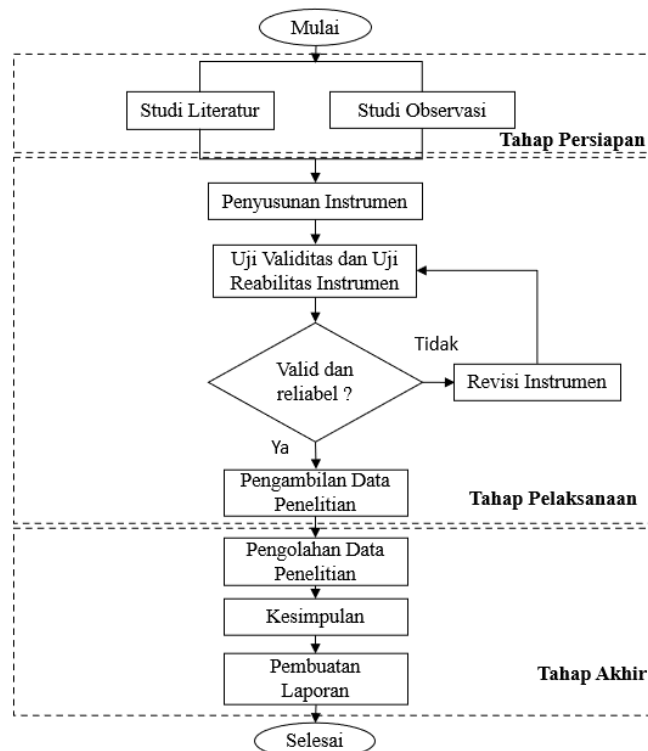 Mulai
Studi Literatur
Studi Observasi
Tahap Persiapan
Penyusunan Instrumen
Uji Validitas dan Uji
Reabilitas Instrumen
Valid dan
reliabel ?
Tidak
Revisi Instrumen
Ya
Pengambilan Data
Penelitian
Tahap Pelaksanaan
Pengolahan Data
Penelitian
Kesimpulan
Pembuatan
Laporan
Tahap Akhir
Selesai